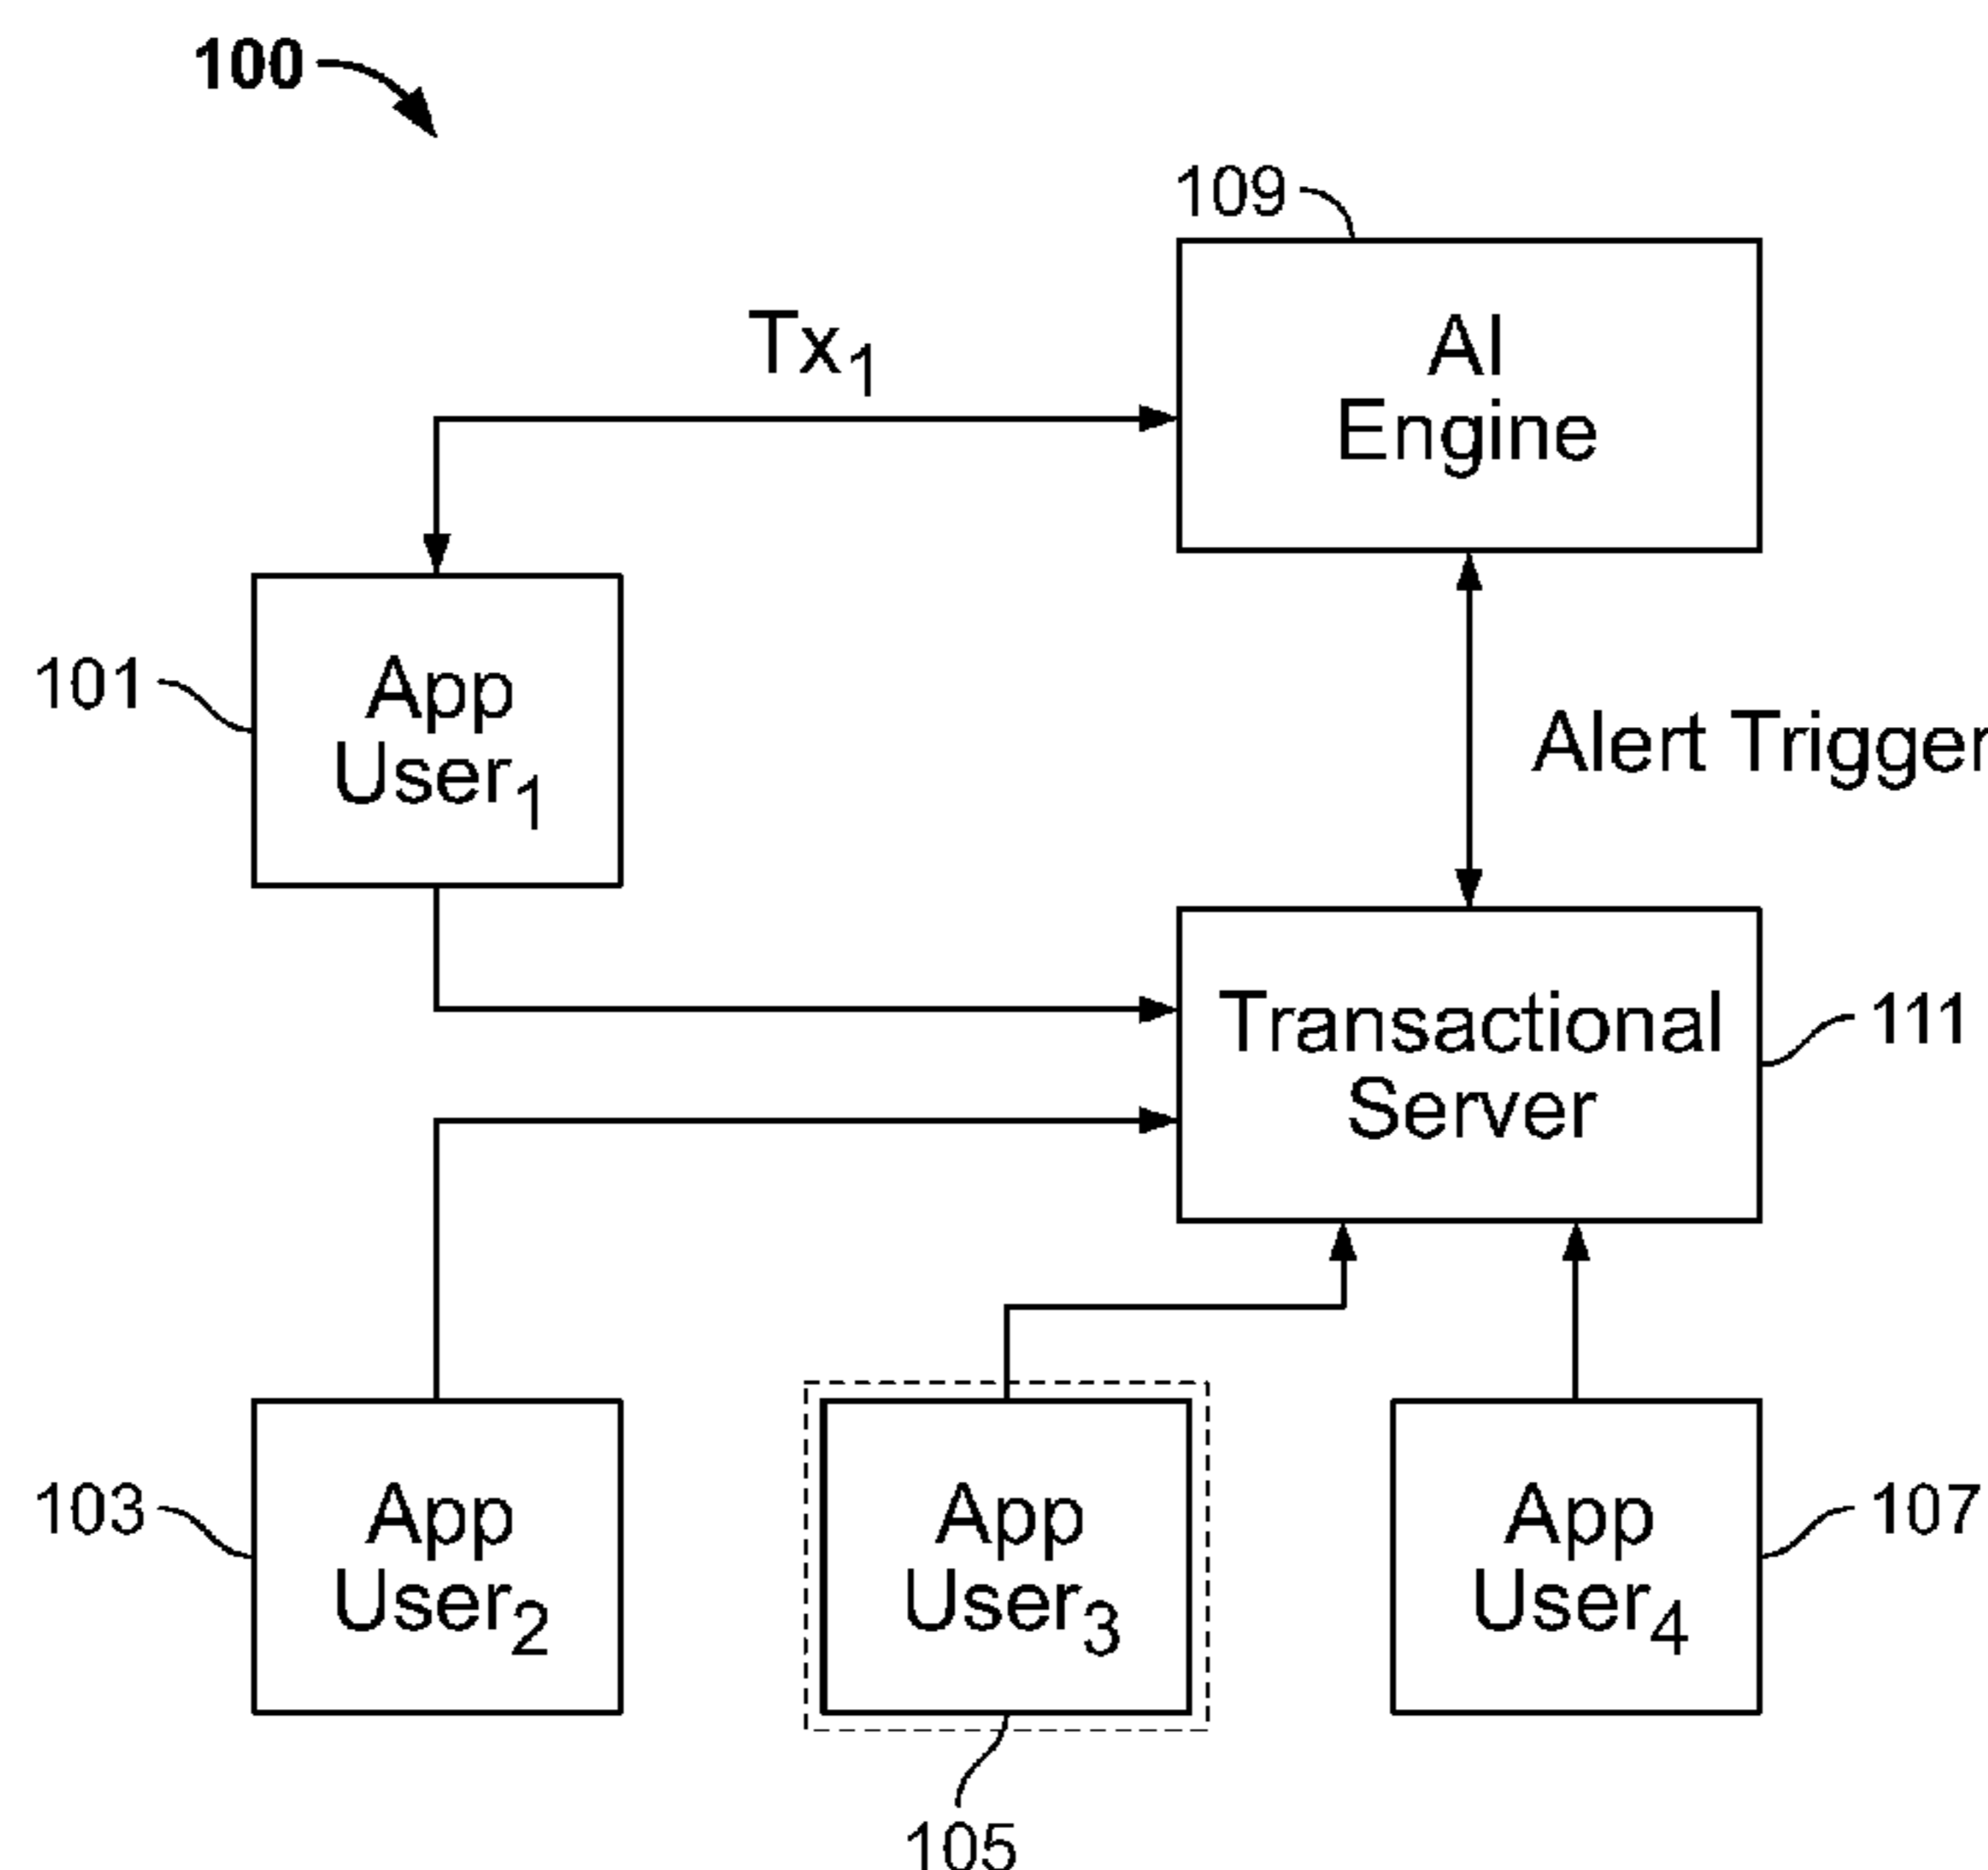 100
109
AI
Engine
Tx₁
101
App
User₁
Alert Trigger
Transactional
Server
111
103
App
User₂
App
User₃
App
User₄
107
105